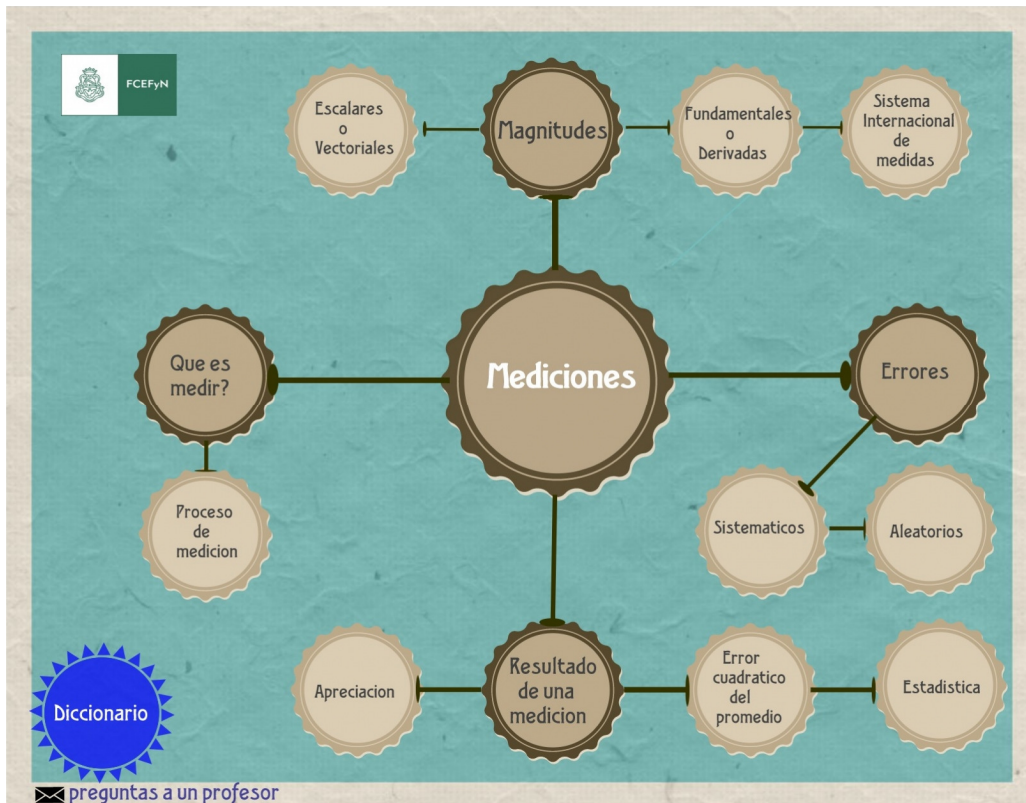 FCEFyN
Escalares
o
Vectoriales
Magnitudes
Fundamentales
o
Derivadas
Sistema
Internacional
de
medidas
Que es
medir?
Mediciones
Errores
Proceso
de
medicion
Sistematicos
Aleatorios
Diccionario
Apreciacion
Resultado
de una
medicion
Error
cuadratico
del
promedio
Estadistica
preguntas a un profesor